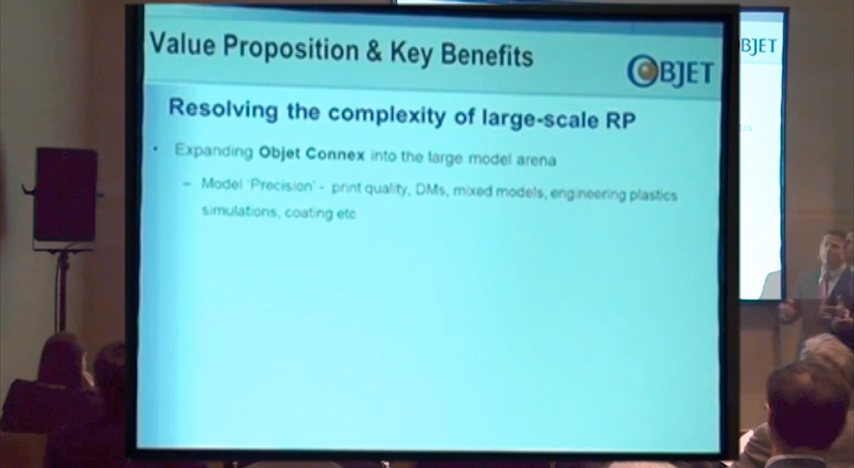 Value Proposition & Key Benefits
OBJET
BJET
Resolving the complexity of large-scale RP
• Expanding Objet Connex into the large model arena
– Model 'Precision' - print quality, DMs, mixed models, engineering plastics
simulations, coating etc